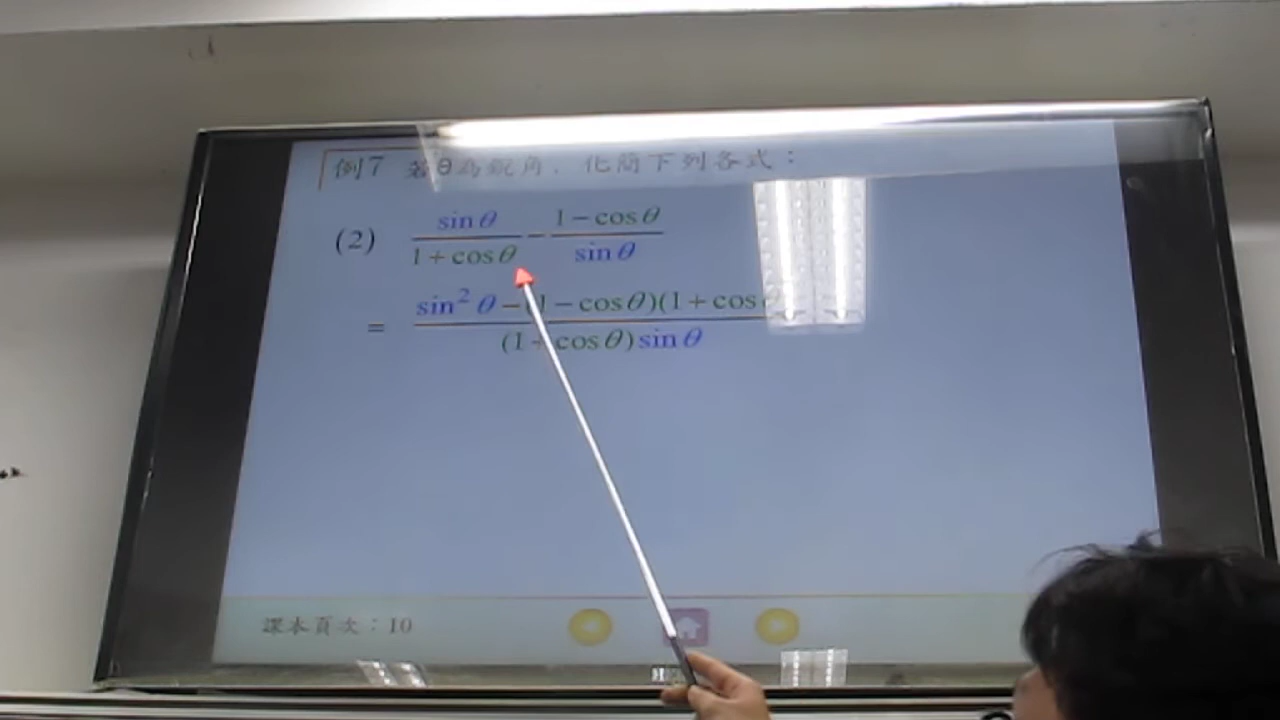 例7 若θ為銳角，化簡下列各式：
(2) sinθ/(1+cosθ) − (1−cosθ)/sinθ
= (sin²θ−(1−cosθ)(1+cosθ))/((1+cosθ)sinθ)
課本頁次：10